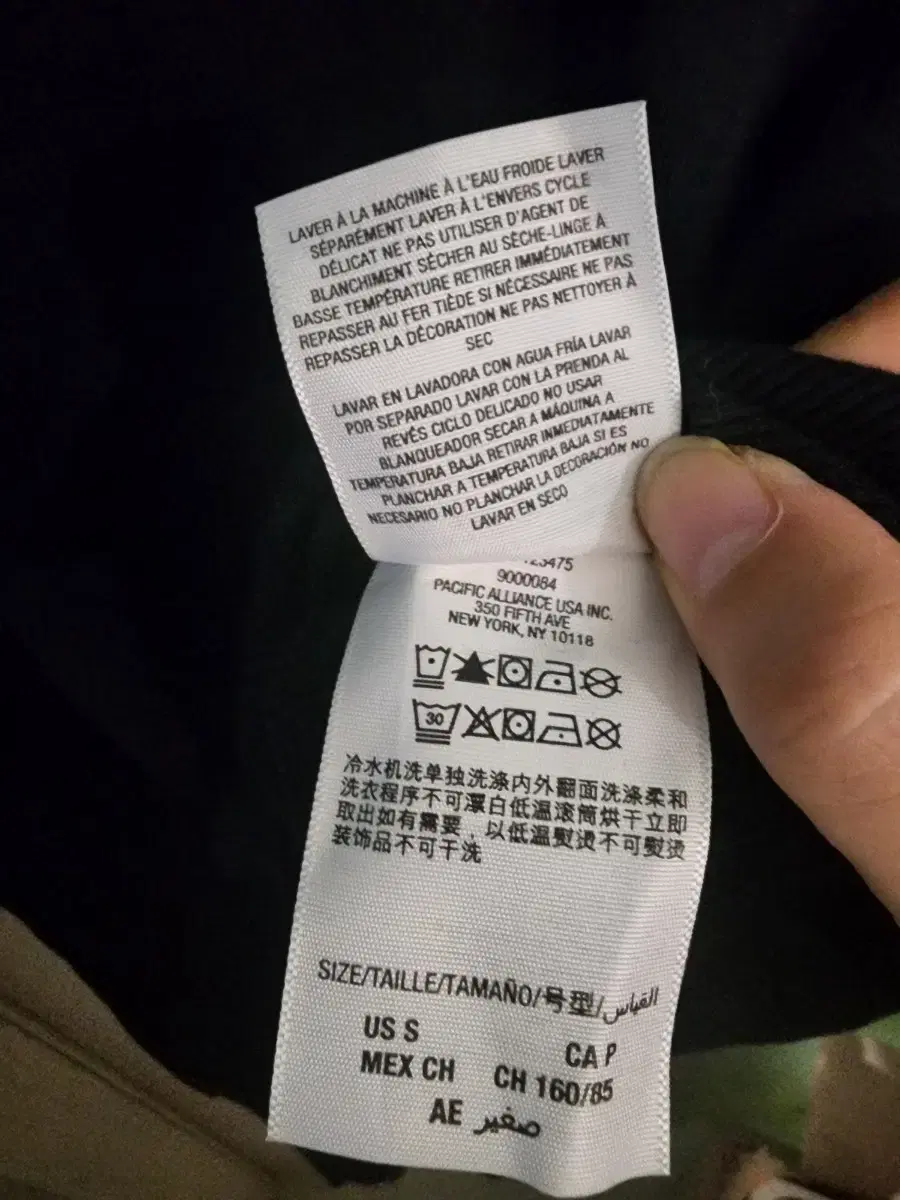 LAVER À LA MACHINE À L'EAU FROIDE LAVER
SÉPARÉMENT LAVER À L'ENVERS CYCLE
DÉLICAT NE PAS UTILISER D'AGENT DE
BLANCHIMENT SÉCHER AU SÈCHE-LINGE À
BASSE TEMPÉRATURE RETIRER IMMÉDIATEMENT
REPASSER AU FER TIÈDE SI NÉCESSAIRE NE PAS
REPASSER LA DÉCORATION NE PAS NETTOYER À
SEC
LAVAR EN LAVADORA CON AGUA FRÍA LAVAR
POR SEPARADO LAVAR CON LA PRENDA AL
REVÉS CICLO DELICADO NO USAR
BLANQUEADOR SECAR A MÁQUINA A
TEMPERATURA BAJA RETIRAR INMEDIATAMENTE
PLANCHAR A TEMPERATURA BAJA SI ES
NECESARIO NO PLANCHAR LA DECORACIÓN NO
LAVAR EN SECO
9000084
PACIFIC ALLIANCE USA INC.
350 FIFTH AVE
NEW YORK, NY 10118
30
冷水机洗单独洗涤内外翻面洗涤柔和
洗衣程序不可漂白低温滚筒烘干立即
取出如有需要，以低温熨烫不可熨烫
装饰品不可干洗
SIZE/TAILLE/TAMAÑO/号型/القياس
US S CA P
MEX CH CH 160/85
AE صغير